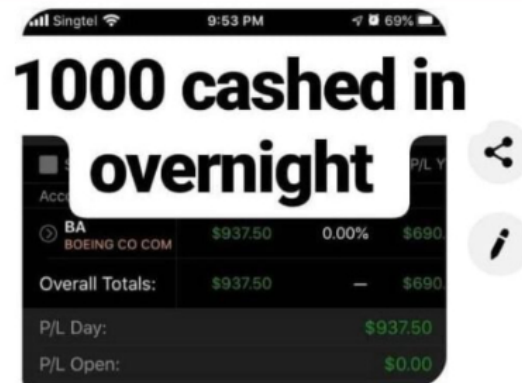 Singtel 9:53 PM 69%
1000 cashed in
overnight
P/L Y
BA $937.50 0.00% $690.
BOEING CO COM
Overall Totals: $937.50 — $690.
P/L Day: $937.50
P/L Open: $0.00